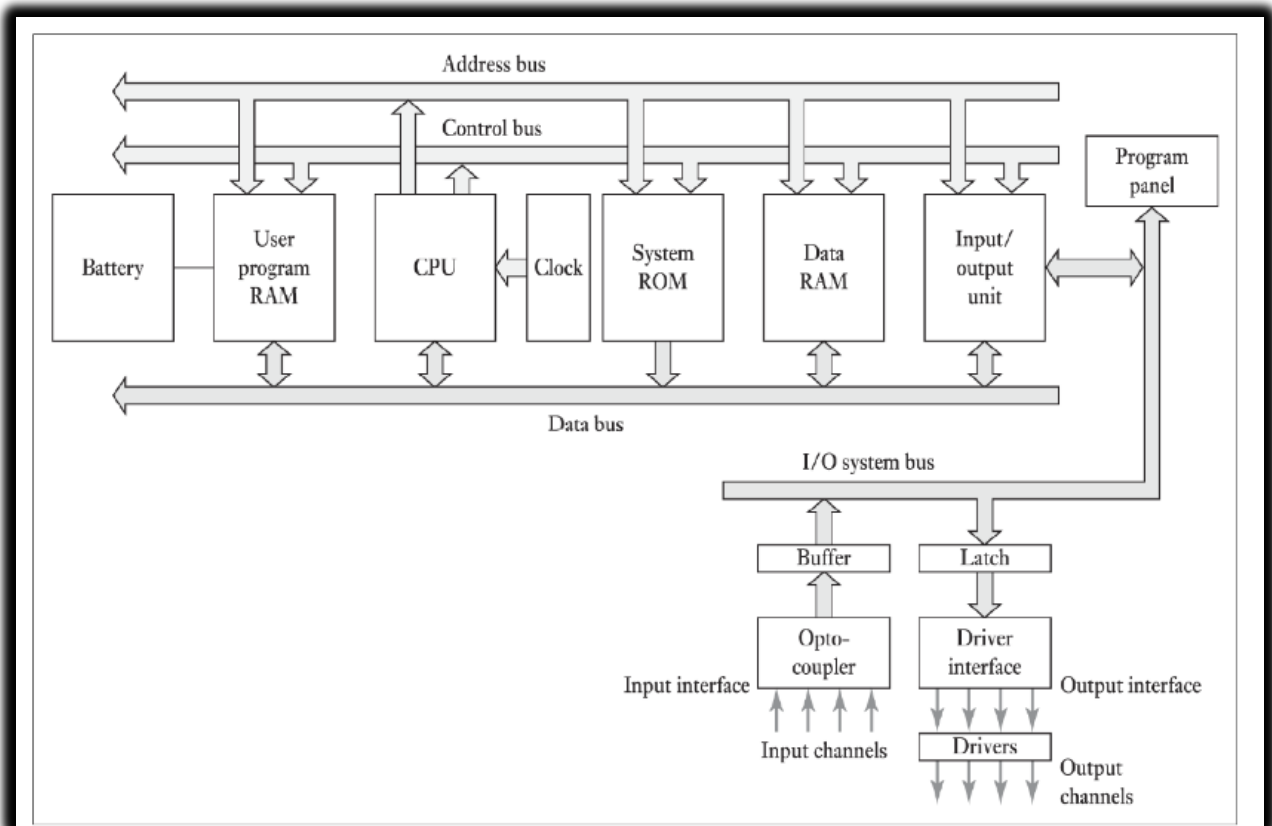 Address bus
Control bus
Program
panel
Battery
User
program
RAM
CPU
Clock
System
ROM
Data
RAM
Input/
output
unit
Data bus
I/O system bus
Buffer
Latch
Opto-
coupler
Driver
interface
Input interface
Output interface
Input channels
Drivers
Output
channels